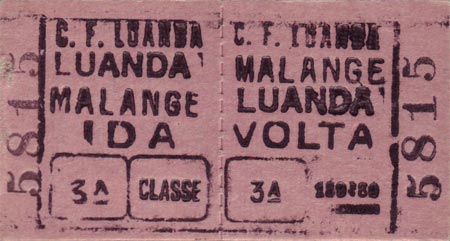 5815
C. F. LUANDA
LUANDA
MALANGE
IDA
3ª CLASSE
C. F. LUANDA
MALANGE
LUANDA
VOLTA
3ª
5815